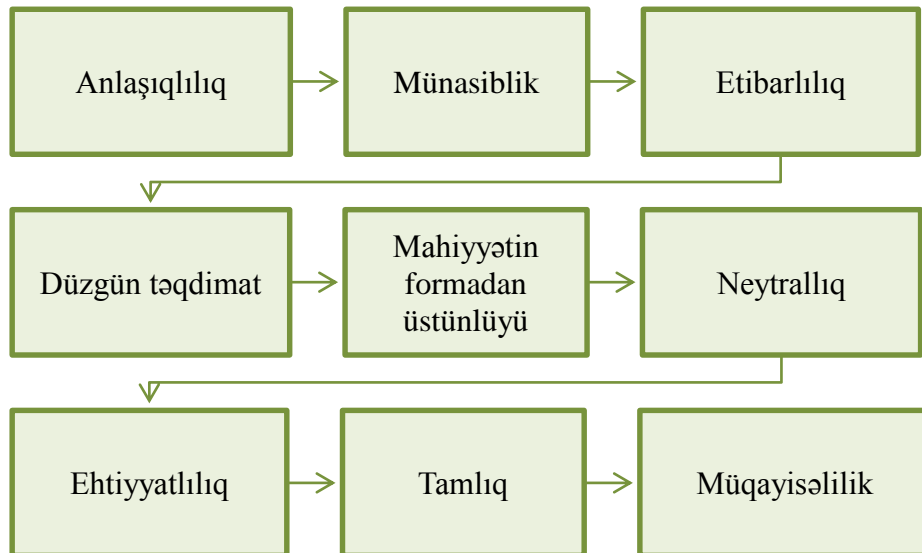 Anlaşıqlılıq
Münasiblik
Etibarlılıq
Düzgün təqdimat
Mahiyyətin
formadan
üstünlüyü
Neytrallıq
Ehtiyyatlılıq
Tamlıq
Müqayisəlilik